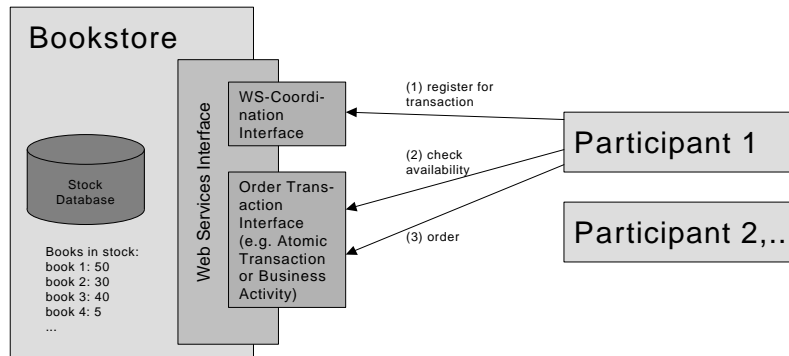 Bookstore
Web Services Interface
WS-Coordi-
nation
Interface
Order Trans-
action
Interface
(e.g. Atomic
Transaction
or Business
Activity)
Stock
Database
Books in stock:
book 1: 50
book 2: 30
book 3: 40
book 4: 5
...
(1) register for
transaction
(2) check
availability
(3) order
Participant 1
Participant 2,..